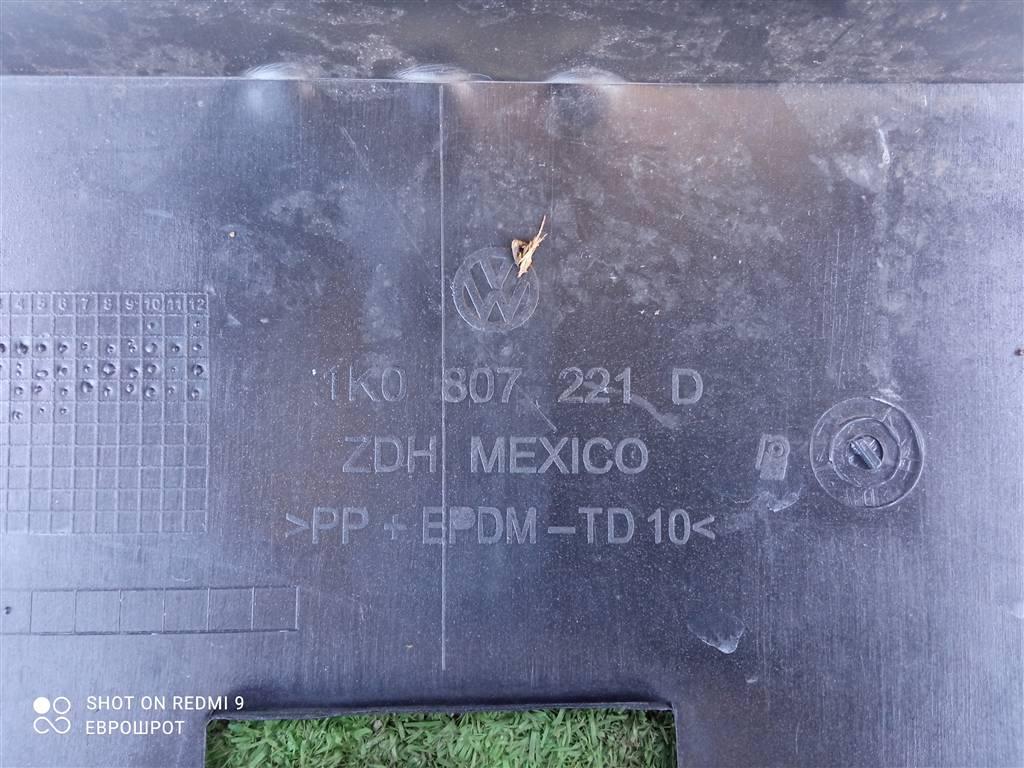 3 4 5 6 7 8 9 10 11 12
1K0 807 221 D
ZDH MEXICO
>PP + EPDM -TD 10<
SHOT ON REDMI 9
ЕВРОШРОТ